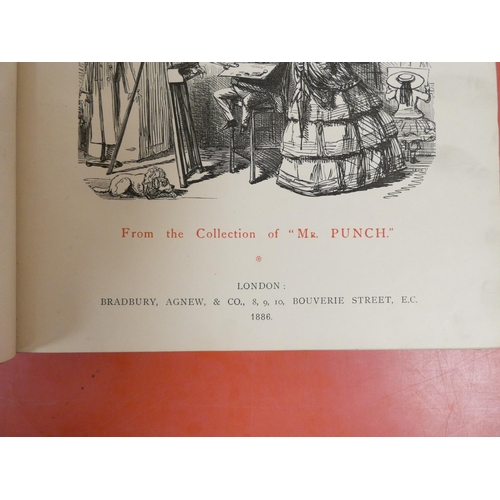 From the Collection of "Mr. PUNCH."
LONDON:
BRADBURY, AGNEW, & CO., 8, 9, 10, BOUVERIE STREET, E.C.
1886.